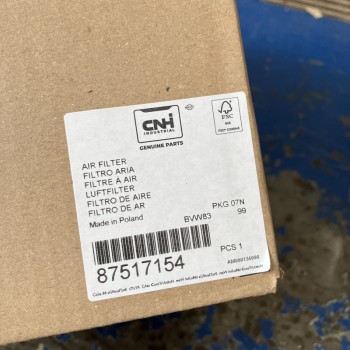 CNH
INDUSTRIAL
GENUINE PARTS
FSC
AIR FILTER
FILTRO ARIA
FILTRE À AIR
LUFTFILTER
FILTRO DE AIRE
FILTRO DE AR
Made in Poland
BVW83
PKG 07N
99
PCS 1
87517154